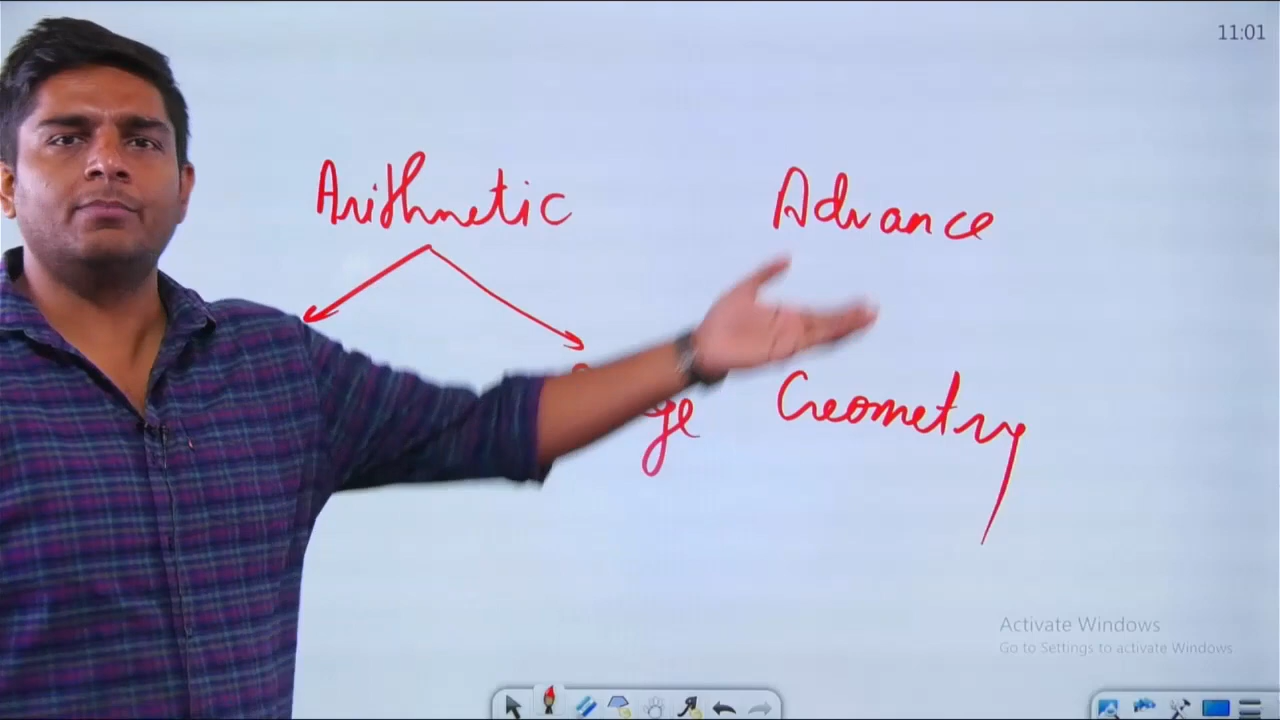 11:01
Arithmetic Advance
Geometry
Activate Windows
Go to Settings to activate Windows.